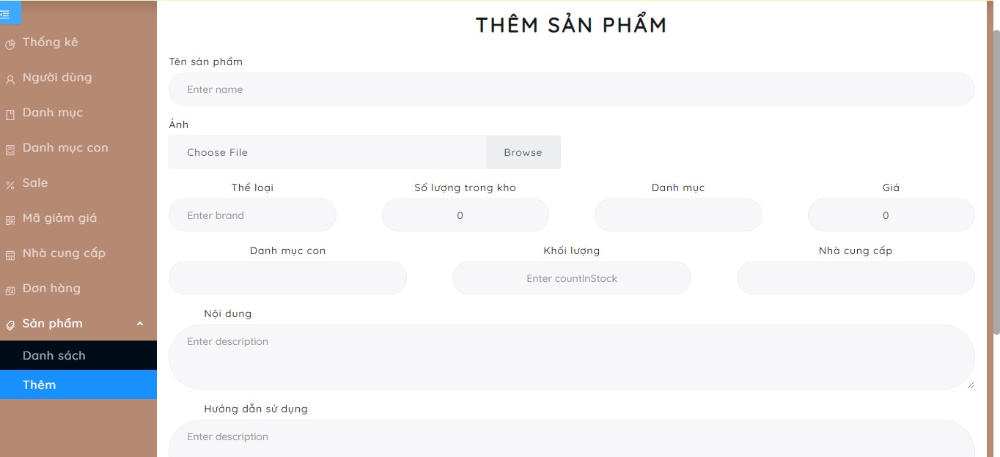 Thống kê
Người dùng
Danh mục
Danh mục con
Sale
Mã giảm giá
Nhà cung cấp
Đơn hàng
Sản phẩm
Danh sách
Thêm
THÊM SẢN PHẨM
Tên sản phẩm
Enter name
Ảnh
Choose File Browse
Thể loại Số lượng trong kho Danh mục Giá
Enter brand 0 0
Danh mục con Khối lượng Nhà cung cấp
Enter countInStock
Nội dung
Enter description
Hướng dẫn sử dụng
Enter description